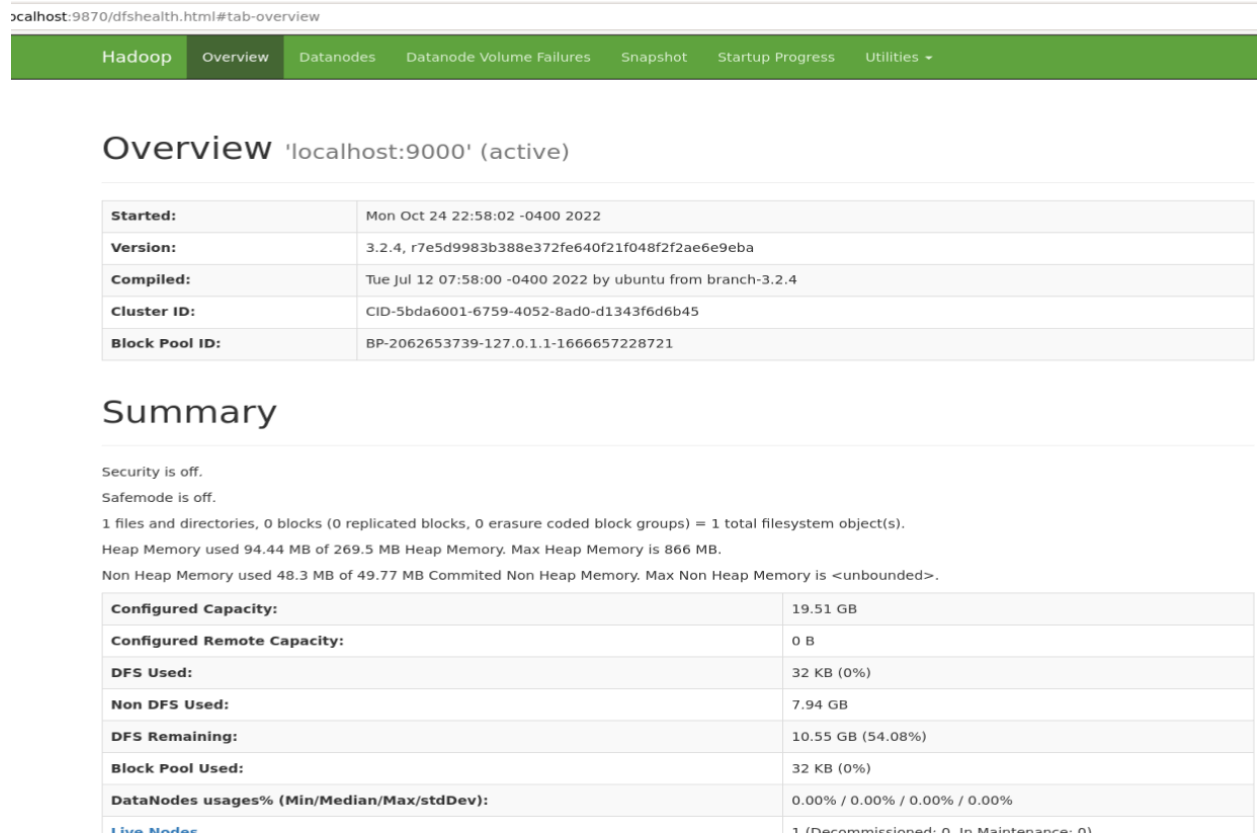 ocalhost:9870/dfshealth.html#tab-overview
Hadoop Overview Datanodes Datanode Volume Failures Snapshot Startup Progress Utilities
Overview 'localhost:9000' (active)
Started: Mon Oct 24 22:58:02 -0400 2022
Version: 3.2.4, r7e5d9983b388e372fe640f21f048f2f2ae6e9eba
Compiled: Tue Jul 12 07:58:00 -0400 2022 by ubuntu from branch-3.2.4
Cluster ID: CID-5bda6001-6759-4052-8ad0-d1343f6d6b45
Block Pool ID: BP-2062653739-127.0.1.1-1666657228721
Summary
Security is off.
Safemode is off.
1 files and directories, 0 blocks (0 replicated blocks, 0 erasure coded block groups) = 1 total filesystem object(s).
Heap Memory used 94.44 MB of 269.5 MB Heap Memory. Max Heap Memory is 866 MB.
Non Heap Memory used 48.3 MB of 49.77 MB Commited Non Heap Memory. Max Non Heap Memory is <unbounded>.
Configured Capacity: 19.51 GB
Configured Remote Capacity: 0 B
DFS Used: 32 KB (0%)
Non DFS Used: 7.94 GB
DFS Remaining: 10.55 GB (54.08%)
Block Pool Used: 32 KB (0%)
DataNodes usages% (Min/Median/Max/stdDev): 0.00% / 0.00% / 0.00% / 0.00%
Live Nodes 1 (Decommissioned: 0, In Maintenance: 0)